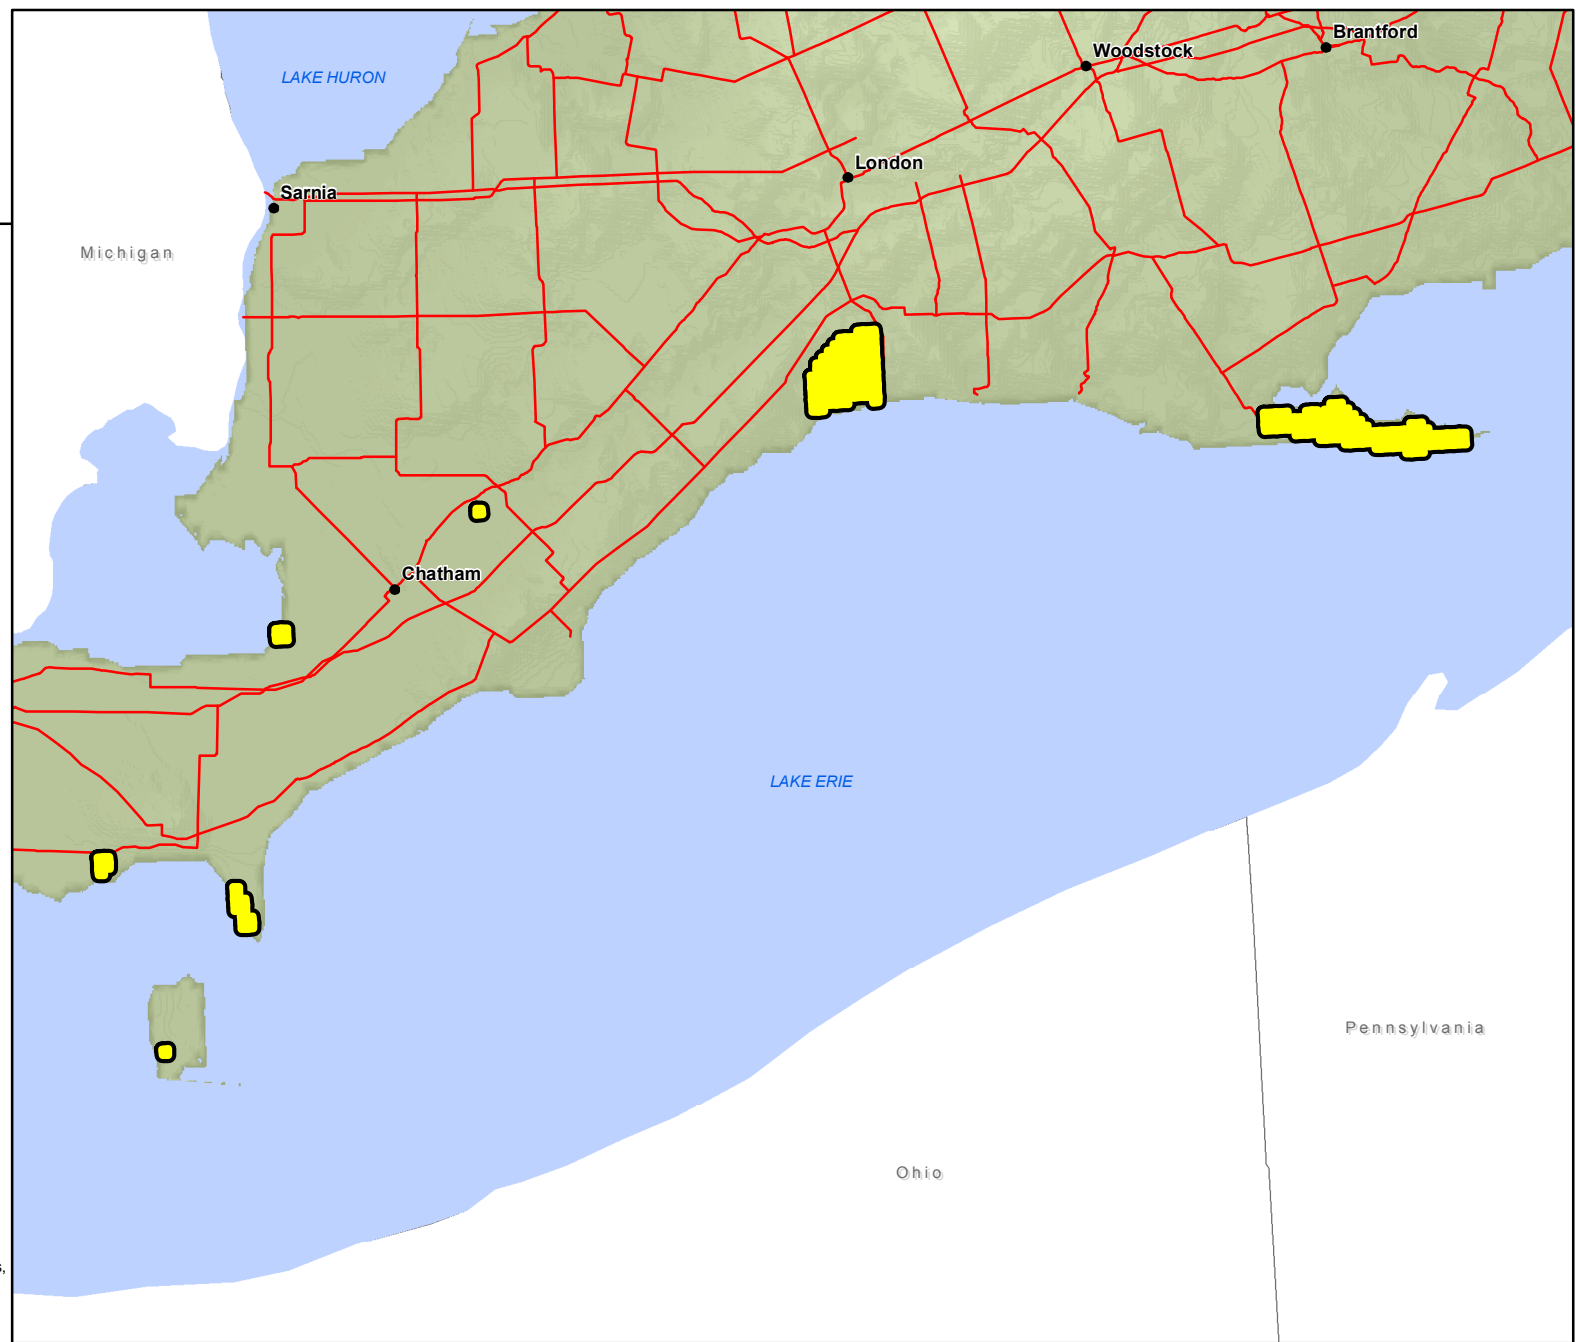 Brantford
Woodstock
LAKE HURON
London
Sarnia
Michigan
Chatham
LAKE ERIE
Pennsylvania
Ohio